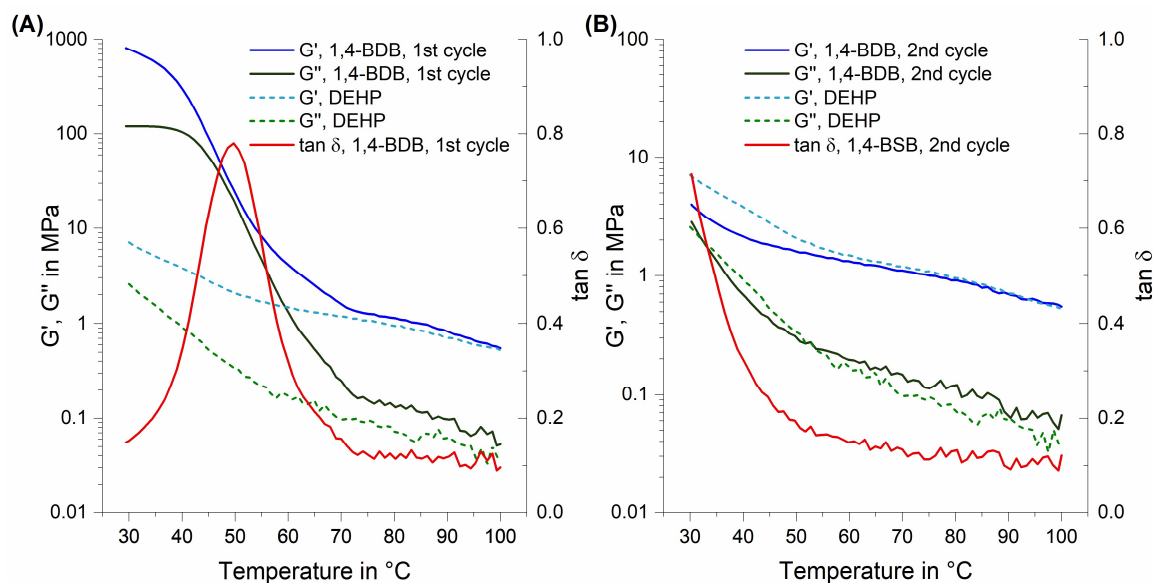 (A)
1000
100
10
1
0.1
0.01
G', G'' in MPa
30 40 50 60 70 80 90 100
Temperature in °C
1.0
0.8
0.6
0.4
0.2
0.0
tan δ
G', 1,4-BDB, 1st cycle
G'', 1,4-BDB, 1st cycle
G', DEHP
G'', DEHP
tan δ, 1,4-BDB, 1st cycle
(B)
100
10
1
0.1
0.01
G', G'' in MPa
30 40 50 60 70 80 90 100
Temperature in °C
1.0
0.8
0.6
0.4
0.2
0.0
tan δ
G', 1,4-BDB, 2nd cycle
G'', 1,4-BDB, 2nd cycle
G', DEHP
G'', DEHP
tan δ, 1,4-BSB, 2nd cycle